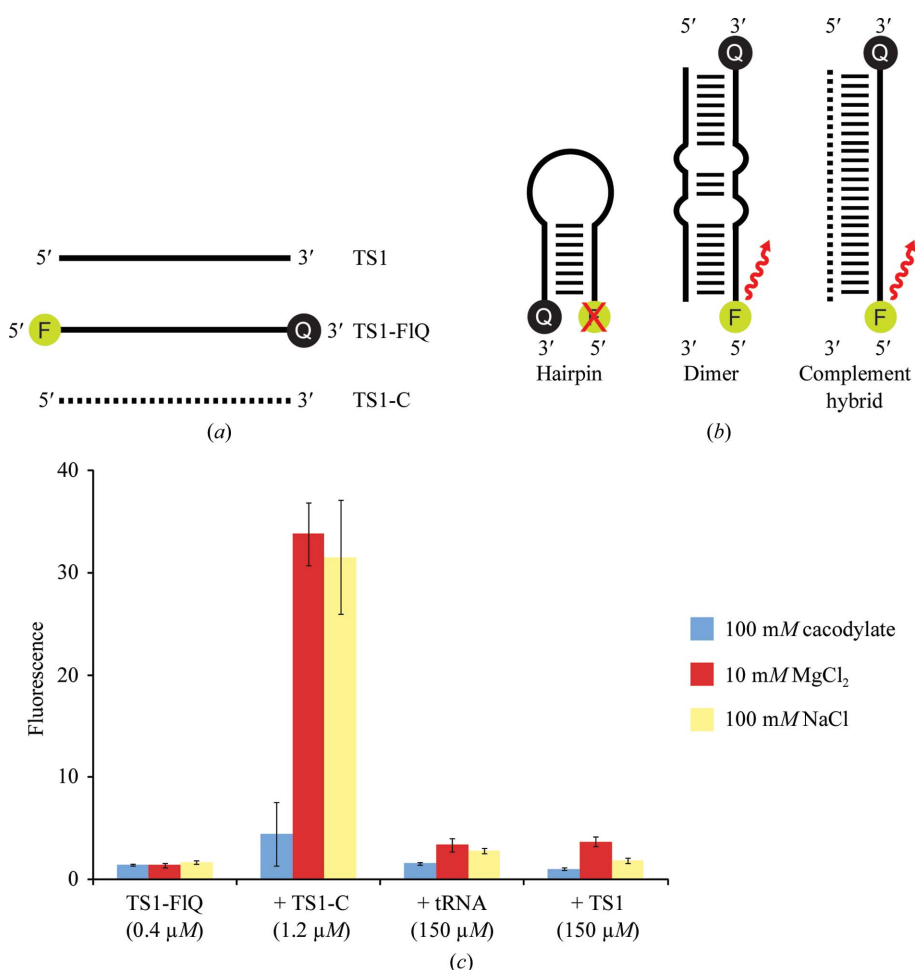 5′ 3′ TS1
5′ F Q 3′ TS1-FlQ
5′ 3′ TS1-C
(a)
5′ 3′ 5′ 3′
Q Q
Q F F
3′ 5′ 3′ 5′ 3′ 5′
Hairpin Dimer Complement
hybrid
(b)
40
30
20
10
0
Fluorescence
100 mM cacodylate
10 mM MgCl₂
100 mM NaCl
TS1-FlQ + TS1-C + tRNA + TS1
(0.4 µM) (1.2 µM) (150 µM) (150 µM)
(c)